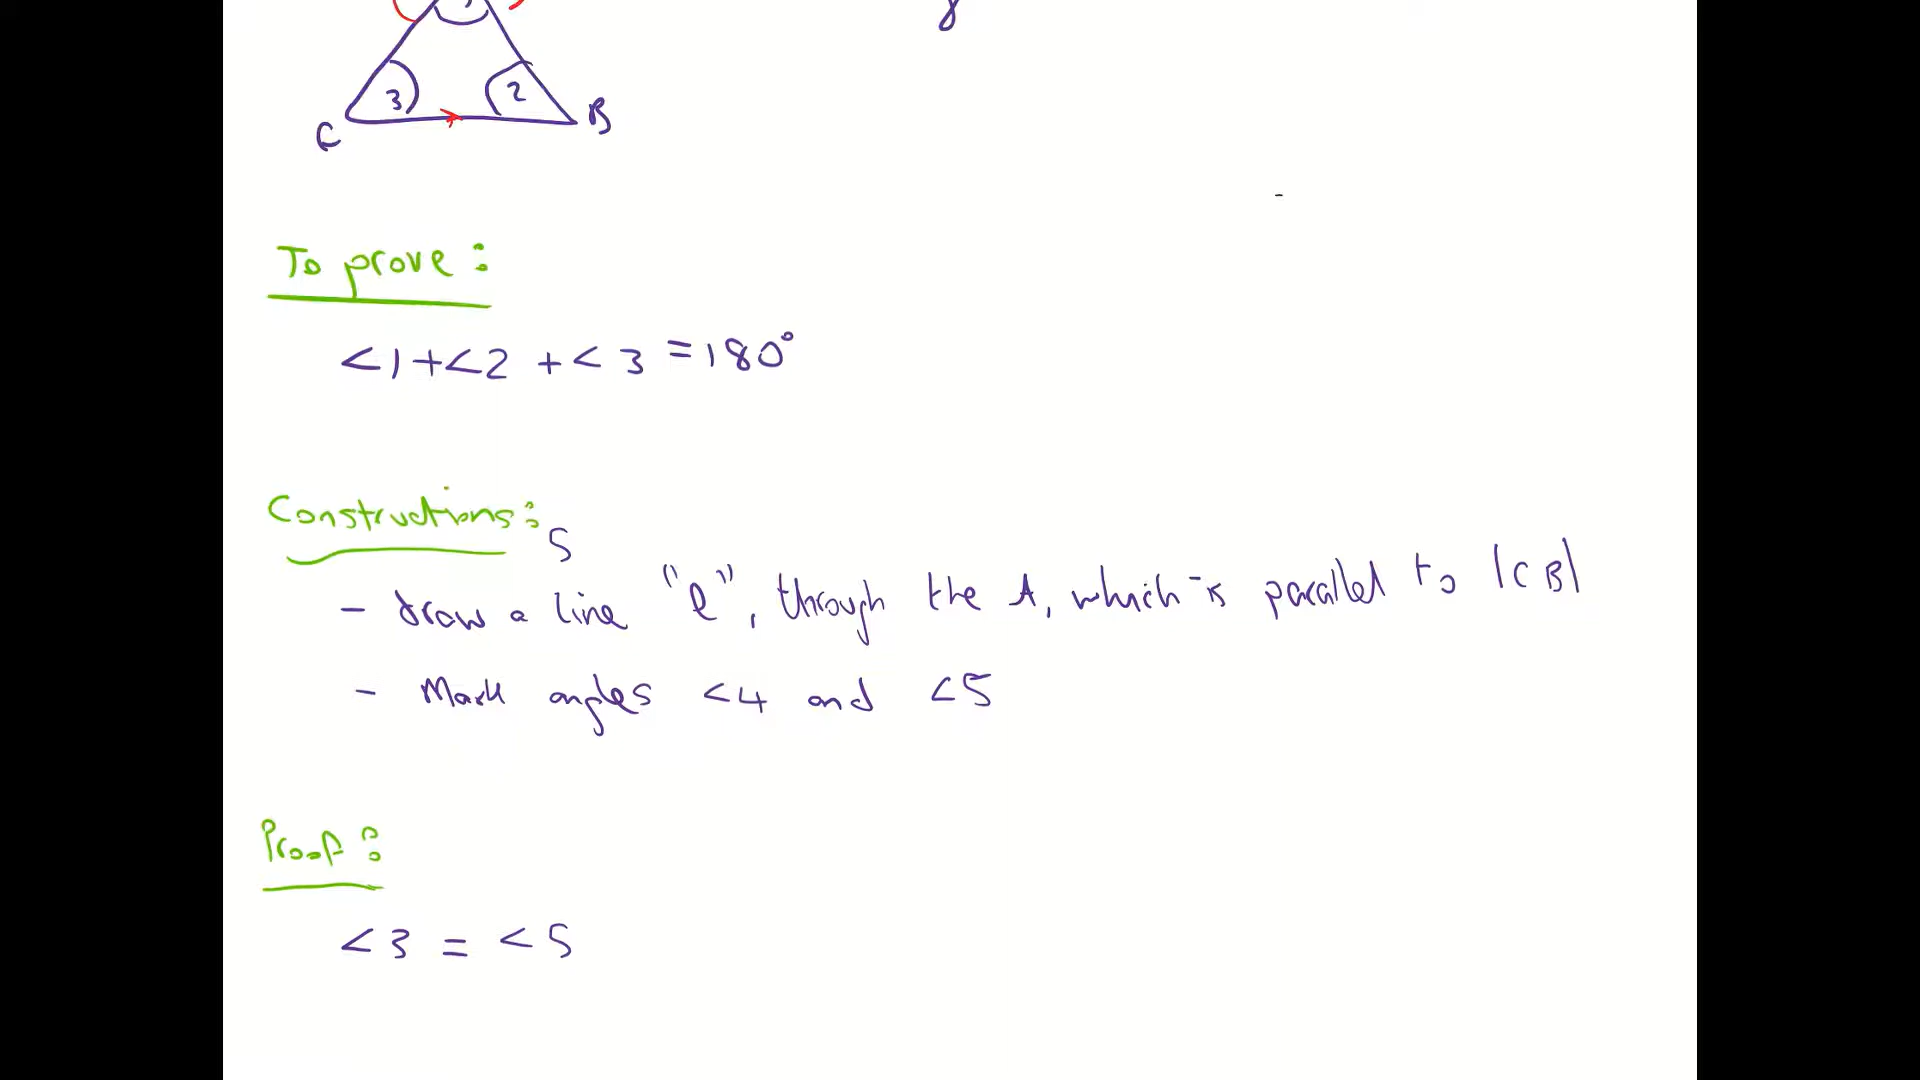 3 2
C B
To prove:
<1+<2 +<3 =180°
Constructions:
S
- draw a line "l", through the A, which is parallel to |CB|
- Mark angles <4 and <5
Proof:
<3 = <5